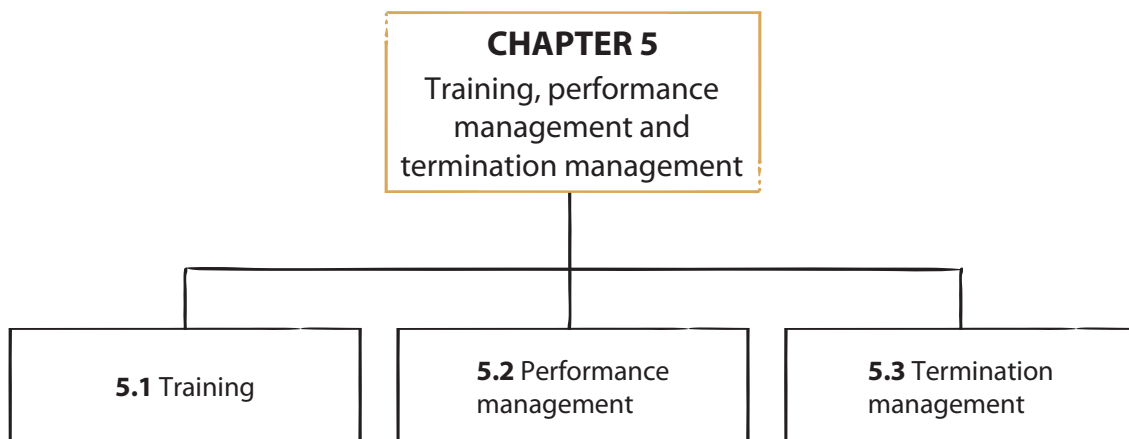 CHAPTER 5
Training, performance
management and
termination management
5.1 Training
5.2 Performance
management
5.3 Termination
management